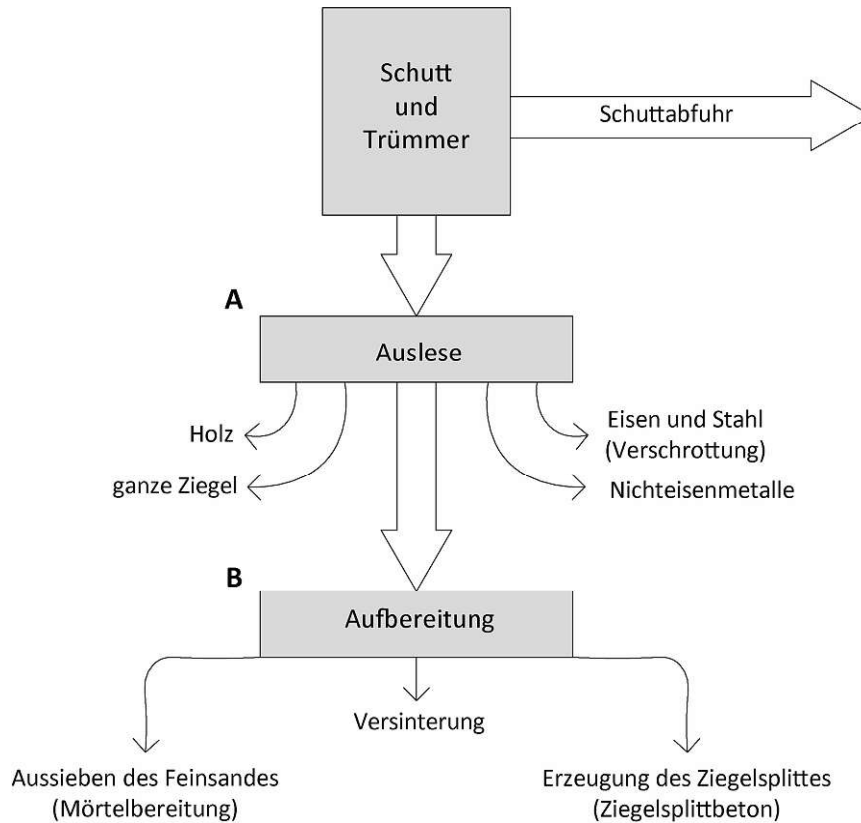 Schutt
und
Trümmer
Schuttabfuhr
A
Auslese
Holz
ganze Ziegel
Eisen und Stahl
(Verschrottung)
Nichteisenmetalle
B
Aufbereitung
Versinterung
Aussieben des Feinsandes
(Mörtelbereitung)
Erzeugung des Ziegelsplittes
(Ziegelsplittbeton)